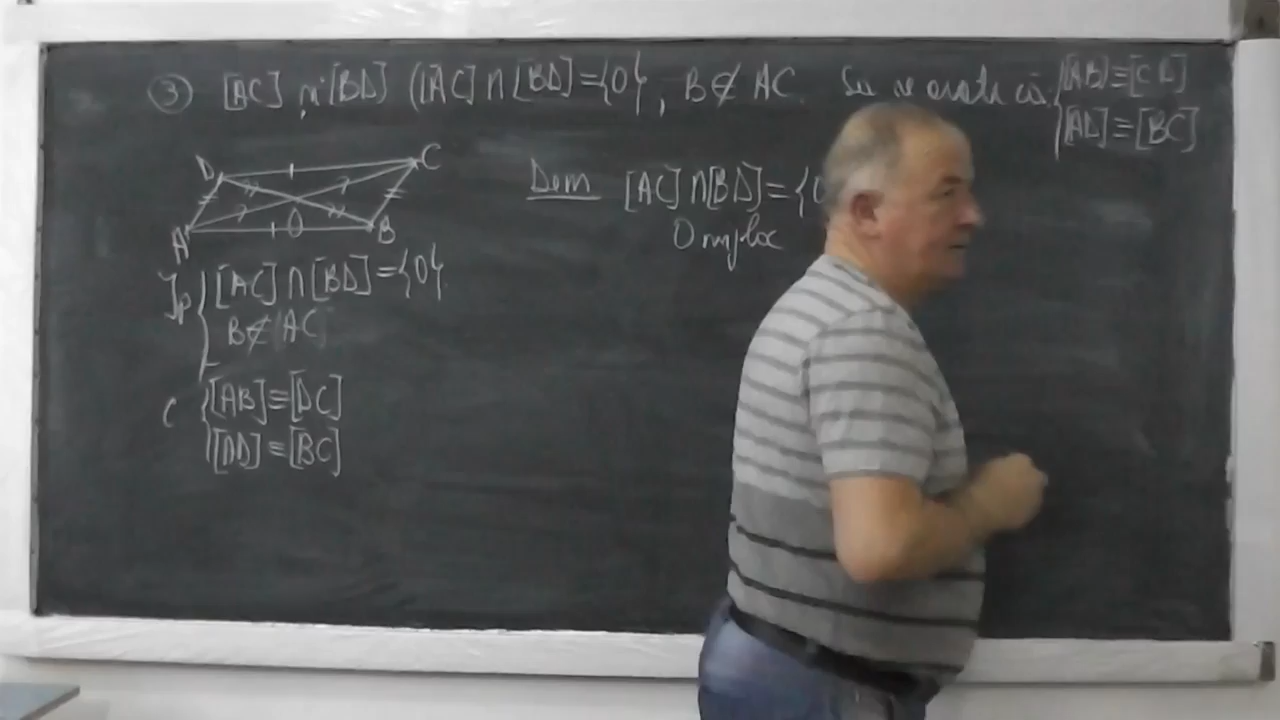 ③ [AC] și [BD] ([AC] ∩ [BD] = {O}, B ∉ AC. Să se arate că { [AB] ≡ [CD]
[AD] ≡ [BC]
D C
A O B
Dem [AC] ∩ [BD] = {O
O mijloc
Ip { [AC] ∩ [BD] = {O}
B ∉ AC
C { [AB] ≡ [DC]
[AD] ≡ [BC]